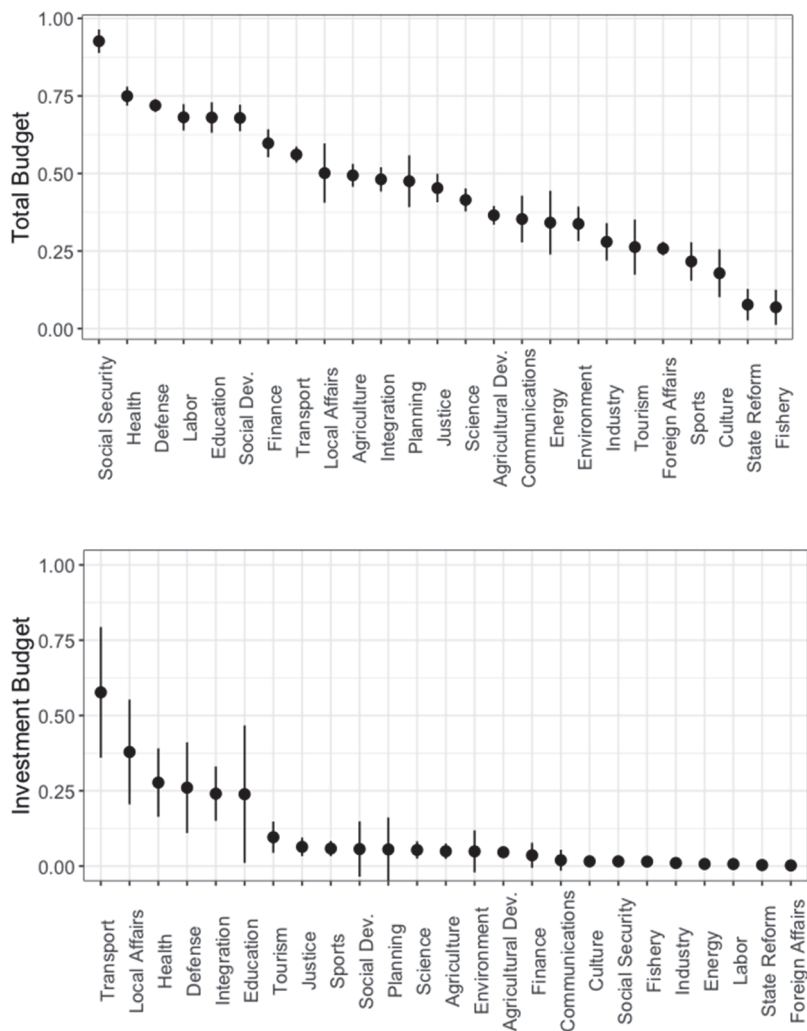 Total Budget
1.00
0.75
0.50
0.25
0.00
Social Security
Health
Defense
Labor
Education
Social Dev.
Finance
Transport
Local Affairs
Agriculture
Integration
Planning
Justice
Science
Agricultural Dev.
Communications
Energy
Environment
Industry
Tourism
Foreign Affairs
Sports
Culture
State Reform
Fishery
Investment Budget
1.00
0.75
0.50
0.25
0.00
Transport
Local Affairs
Health
Defense
Integration
Education
Tourism
Justice
Sports
Social Dev.
Planning
Science
Agriculture
Environment
Agricultural Dev.
Finance
Communications
Culture
Social Security
Fishery
Industry
Energy
Labor
State Reform
Foreign Affairs